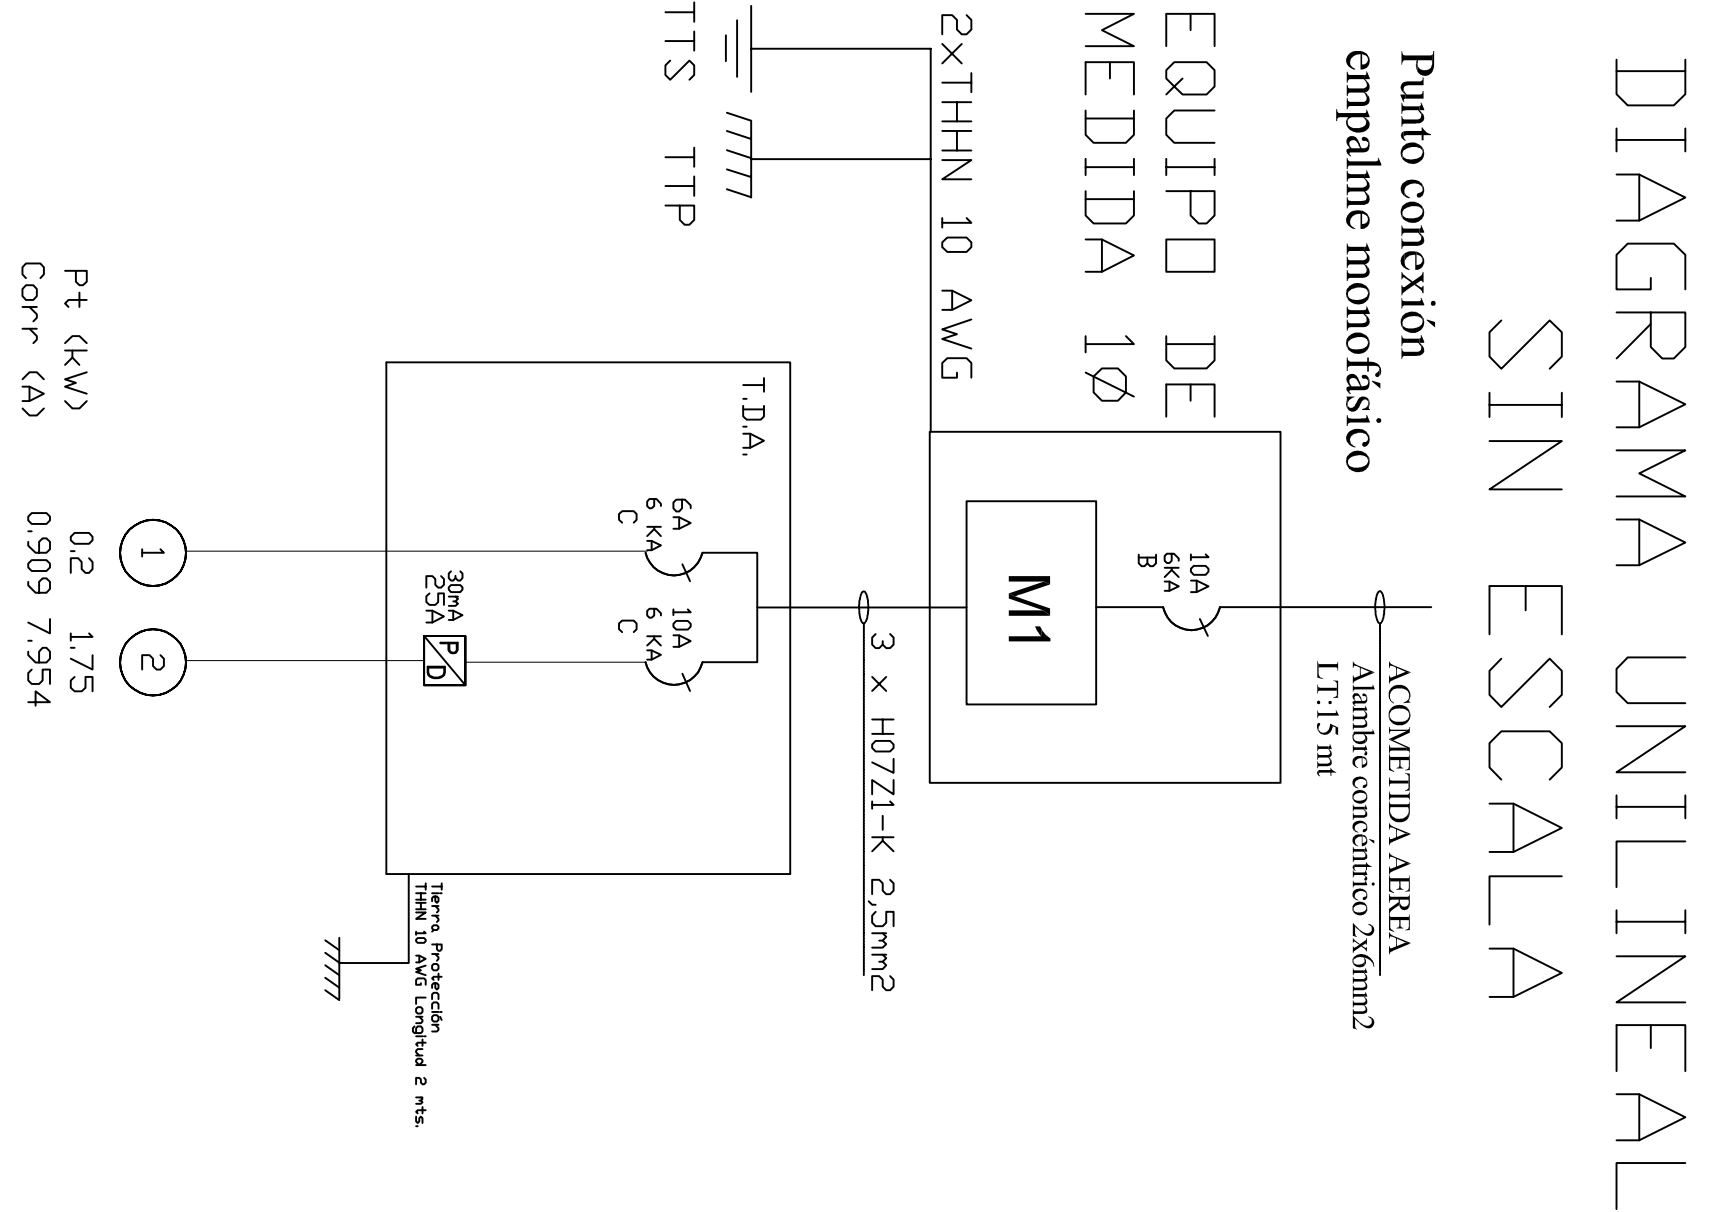 DIAGRAMA UNILINEAL
SIN ESCALA
Punto conexión
empalme monofásico
ACOMETIDA AEREA
Alambre concéntrico 2x6mm2
LT:15 mt
EQUIPO DE
MEDIDA 1Ø
10A
6KA
B
M1
2xTHHN 10 AWG
TTS TTP
3 x H07Z1-K 2,5mm2
T.D.A.
6A
6 KA
C
10A
6 KA
C
30mA
25A
P/D
Tierra Protección
THHN 10 AWG Longitud 2 mts.
1
2
Pt (kW) 0.2 1.75
Corr (A) 0.909 7.954